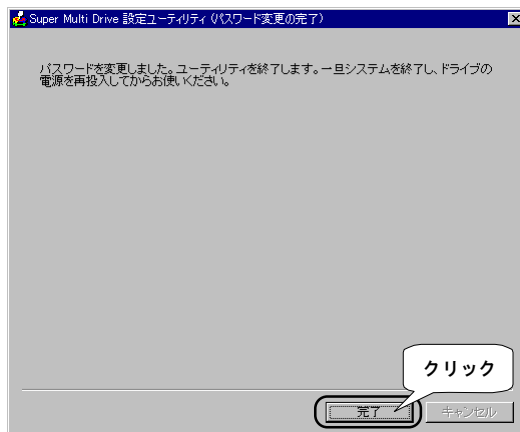 Super Multi Drive 設定ユーティリティ (パスワード変更の完了)
パスワードを変更しました。ユーティリティを終了します。一旦システムを終了し、ドライブの
電源を再投入してからお使いください。
クリック
完了
キャンセル